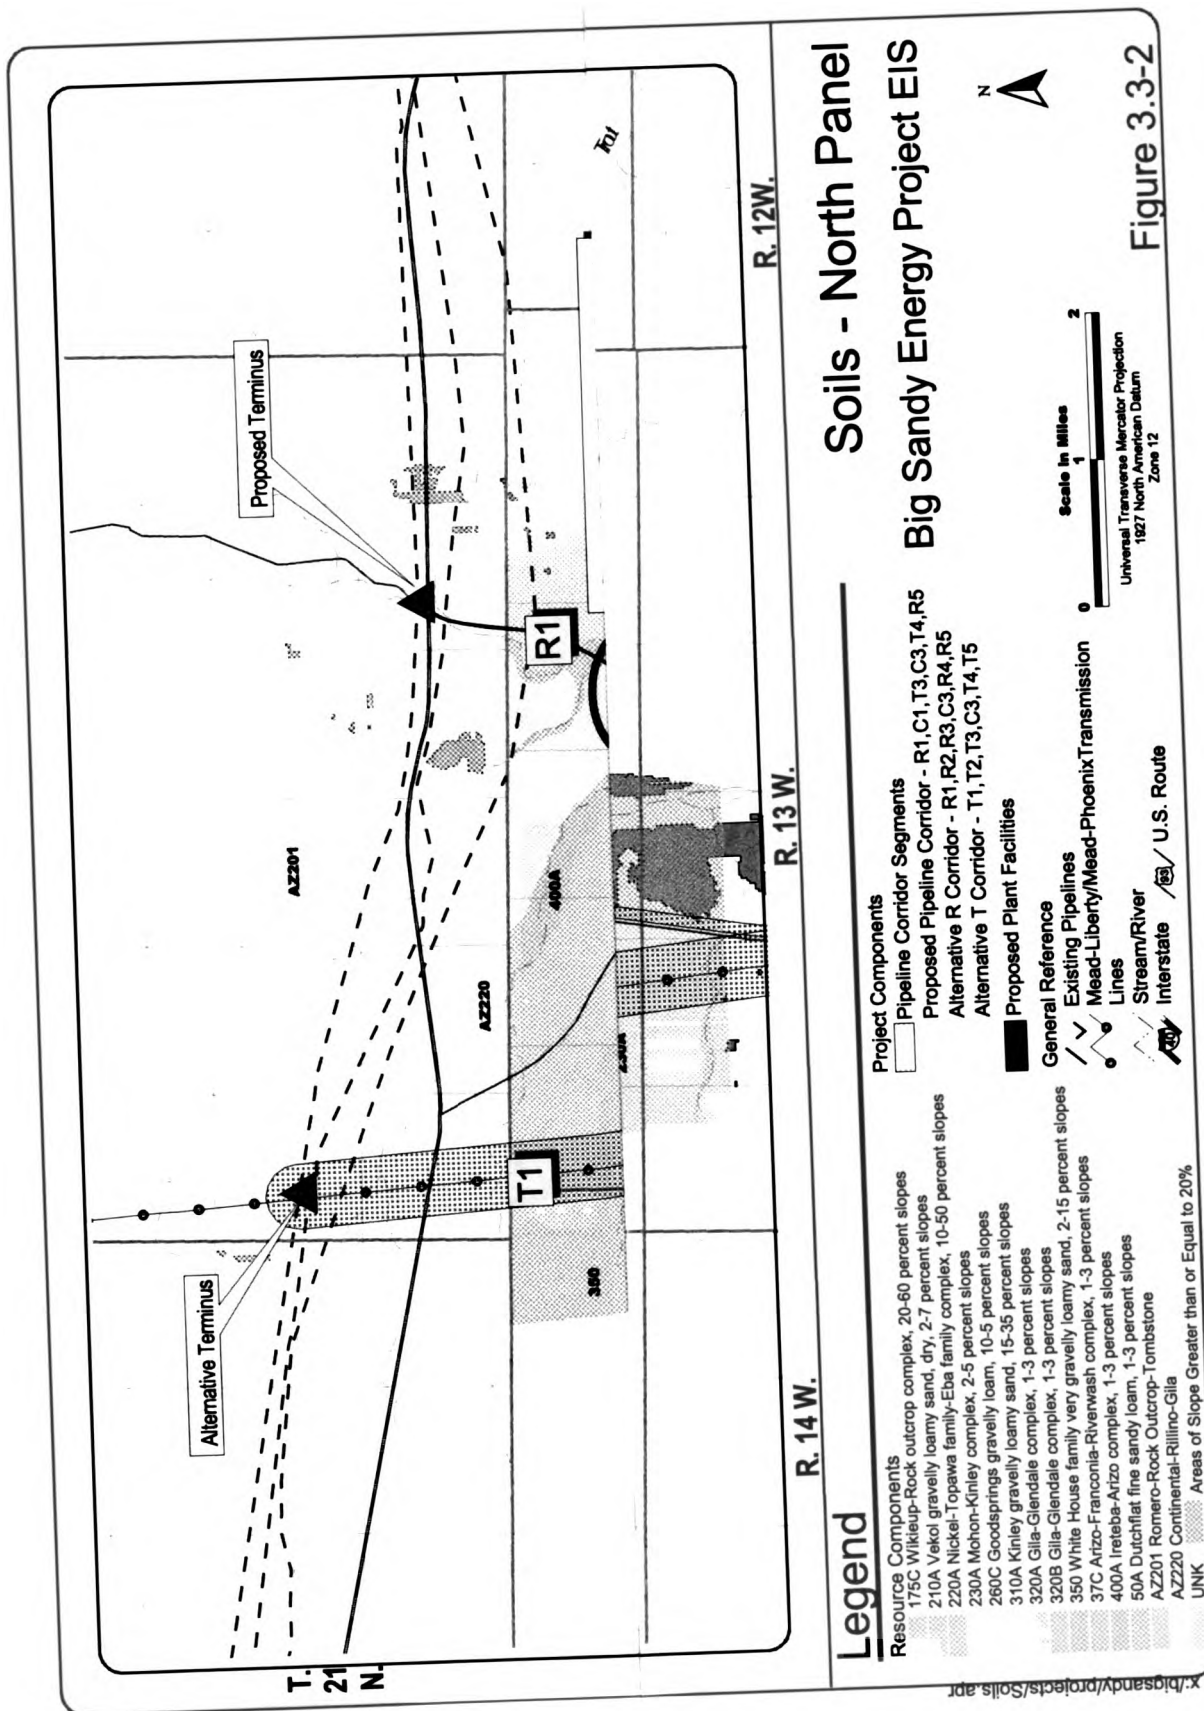 Alternative Terminus
Proposed Terminus
AZ201
AZ220
T1
R1
400A
350
T.
21
N.
R. 14 W.
R. 13 W.
R. 12W.
Legend
Resource Components
175C Wikieup-Rock outcrop complex, 20-60 percent slopes
210A Vekol gravelly loamy sand, dry, 2-7 percent slopes
220A Nickel-Topawa family-Eba family complex, 10-50 percent slopes
230A Mohon-Kinley complex, 2-5 percent slopes
260C Goodsprings gravelly loam, 10-5 percent slopes
310A Kinley gravelly loamy sand, 15-35 percent slopes
320A Gila-Glendale complex, 1-3 percent slopes
320B Gila-Glendale complex, 1-3 percent slopes
350 White House family very gravelly loamy sand, 2-15 percent slopes
37C Arizo-Franconia-Riverwash complex, 1-3 percent slopes
400A Ireteba-Arizo complex, 1-3 percent slopes
50A Dutchflat fine sandy loam, 1-3 percent slopes
AZ201 Romero-Rock Outcrop-Tombstone
AZ220 Continental-Rillino-Gila
UNK Areas of Slope Greater than or Equal to 20%
Project Components
Pipeline Corridor Segments
Proposed Pipeline Corridor - R1,C1,T3,C3,T4,R5
Alternative R Corridor - R1,R2,R3,C3,R4,R5
Alternative T Corridor - T1,T2,T3,C3,T4,T5
Proposed Plant Facilities
General Reference
Existing Pipelines
Mead-Liberty/Mead-PhoenixTransmission
Lines
Stream/River
40 Interstate 93 U.S. Route
Soils - North Panel
Big Sandy Energy Project EIS
N
Scale in Miles
0 1 2
Universal Transverse Mercator Projection
1927 North American Datum
Zone 12
Figure 3.3-2
x:/bigsandy/projects/Soils.apr